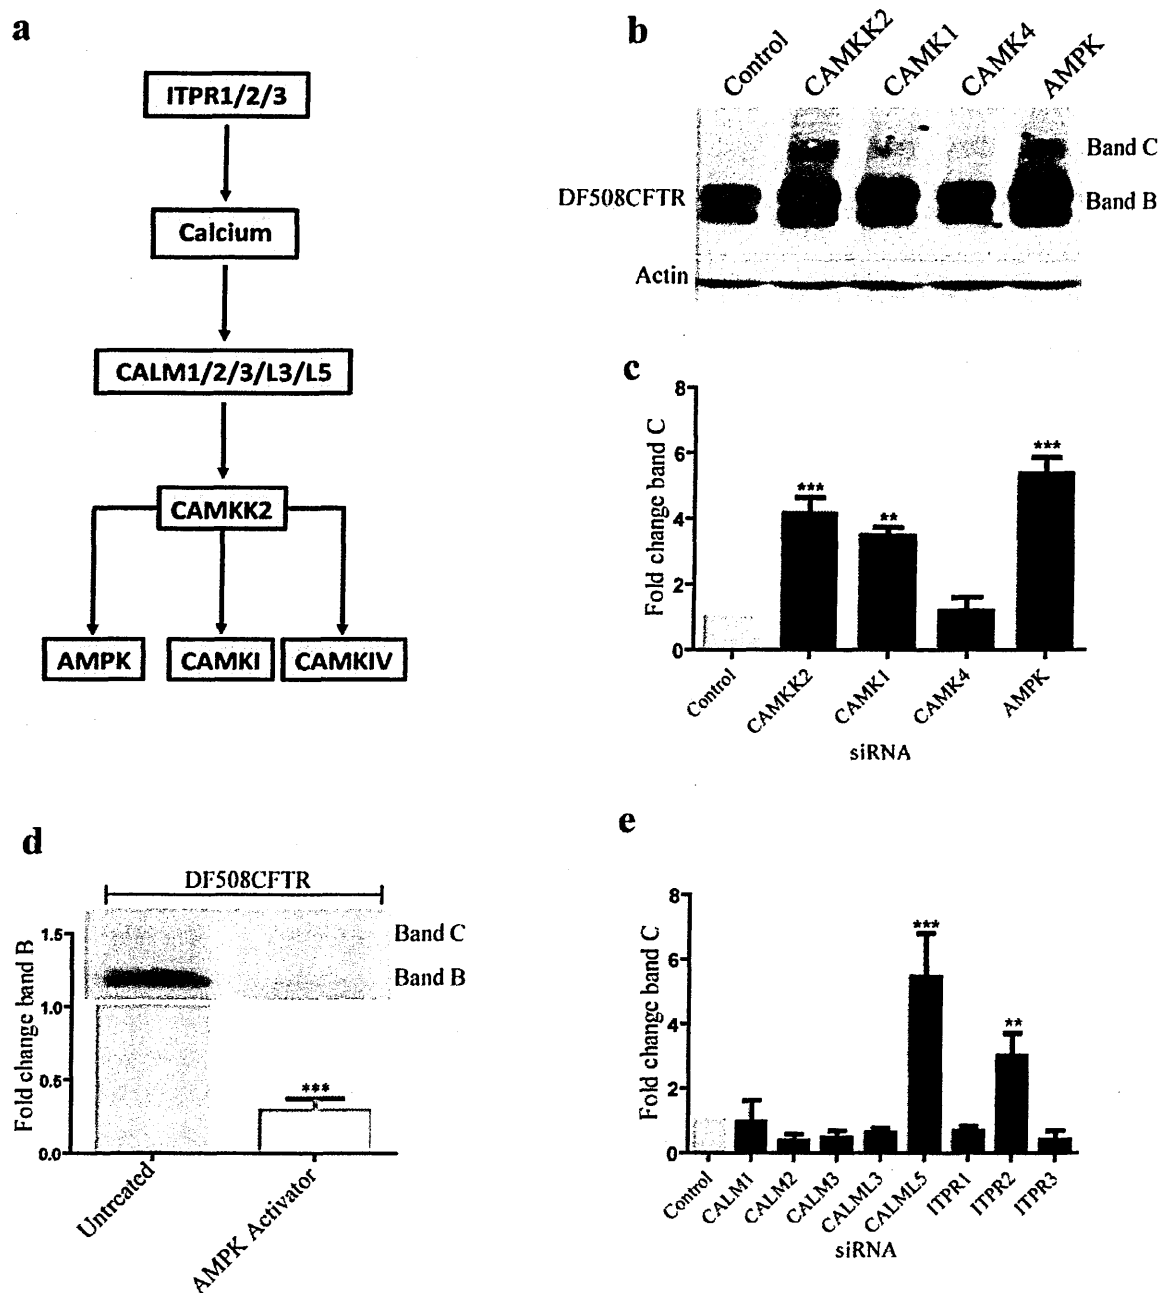 a
ITPR1/2/3
Calcium
CALM1/2/3/L3/L5
CAMKK2
AMPK CAMKI CAMKIV
b
Control CAMKK2 CAMK1 CAMK4 AMPK
Band C
DF508CFTR Band B
Actin
c
Fold change band C
8
6
4
2
0
*** ** ***
Control CAMKK2 CAMK1 CAMK4 AMPK
siRNA
d
DF508CFTR
Band C
Band B
Fold change band B
1.5
1.0
0.5
0.0
***
Untreated AMPK Activator
e
Fold change band C
8
6
4
2
0
*** **
Control CALM1 CALM2 CALM3 CALML3 CALML5 ITPR1 ITPR2 ITPR3
siRNA